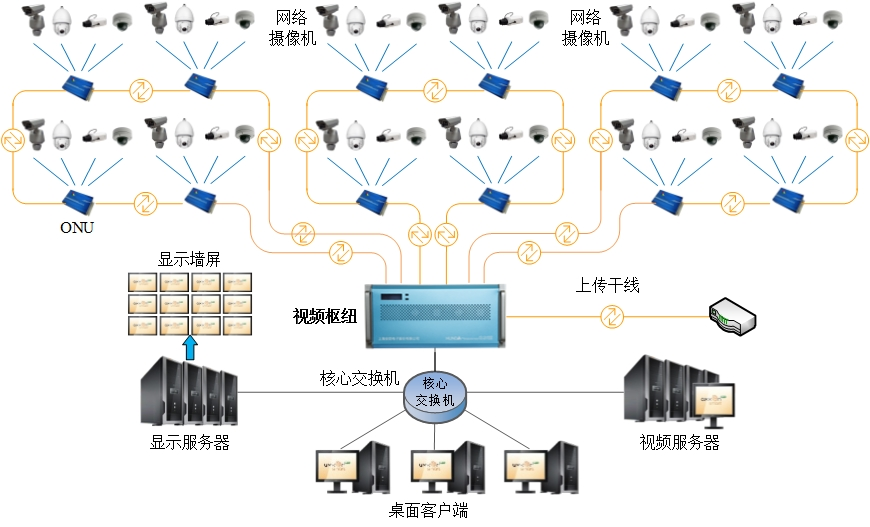 网络
摄像机
网络
摄像机
ONU
显示墙屏
视频枢纽
上传干线
核心交换机
核心
交换机
显示服务器
视频服务器
桌面客户端